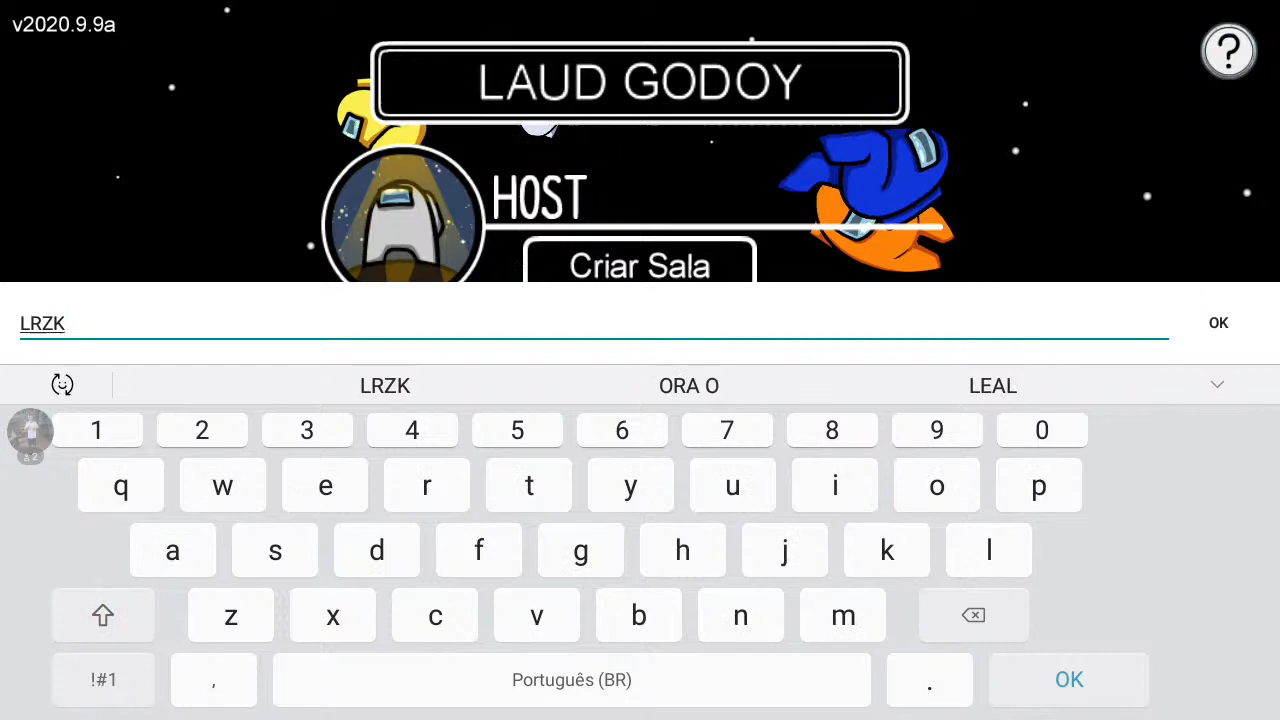 v2020.9.9a
LAUD GODOY
?
HOST
Criar Sala
LRZK
OK
LRZK ORA O LEAL
1 2 3 4 5 6 7 8 9 0
q w e r t y u i o p
a s d f g h j k l
z x c v b n m
!#1 , Português (BR) . OK